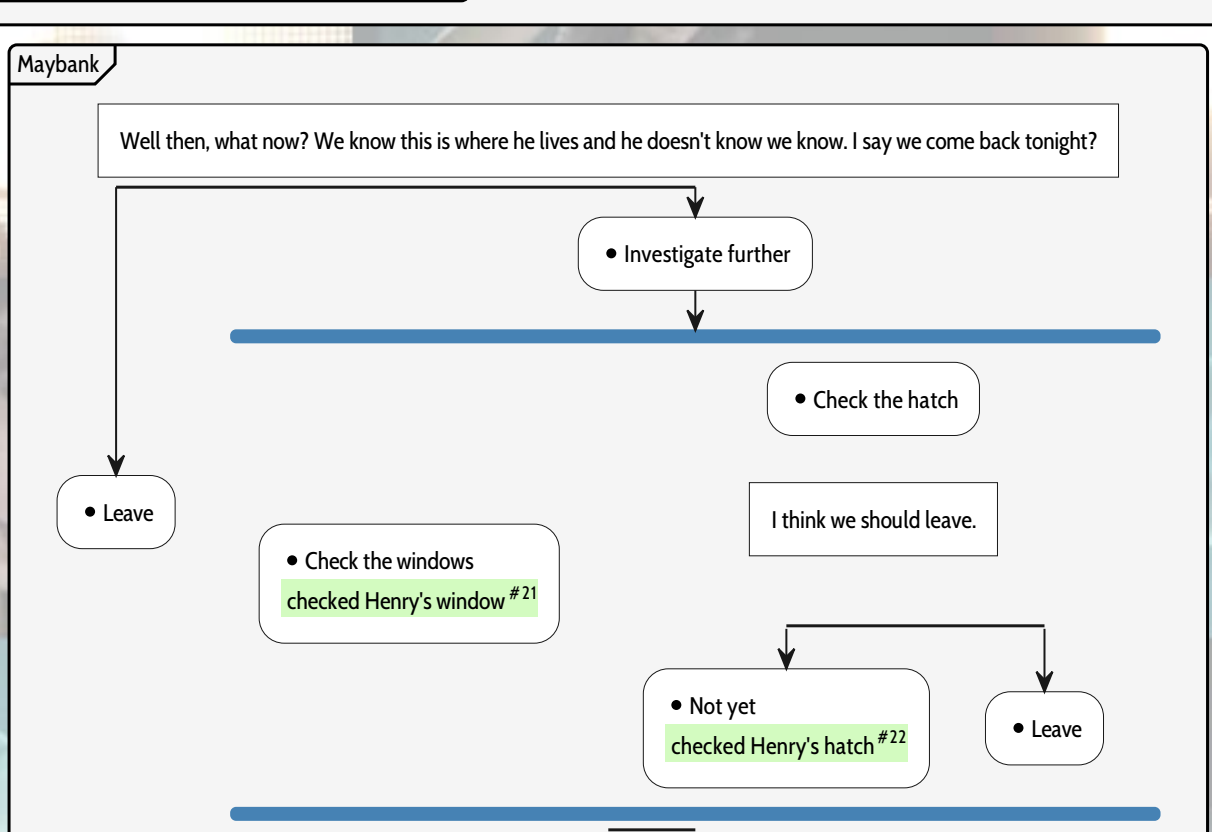 Maybank
Well then, what now? We know this is where he lives and he doesn't know we know. I say we come back tonight?
• Investigate further
• Check the hatch
• Leave
I think we should leave.
• Check the windows
checked Henry's window #21
• Not yet
checked Henry's hatch #22
• Leave